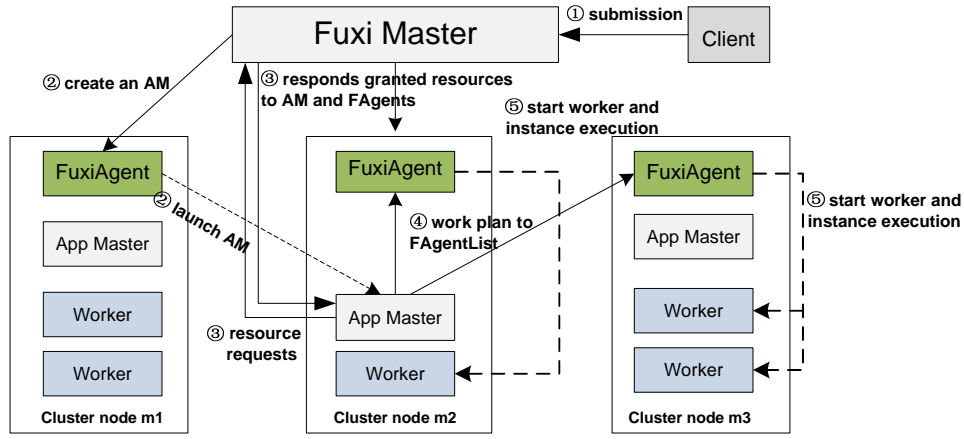 ① submission
Fuxi Master
Client
② create an AM
③ responds granted resources
to AM and FAgents
⑤ start worker and
instance execution
FuxiAgent
App Master
Worker
Worker
Cluster node m1
② launch AM
③ resource
requests
FuxiAgent
④ work plan to
FAgentList
App Master
Worker
Cluster node m2
FuxiAgent
App Master
Worker
Worker
Cluster node m3
⑤ start worker and
instance execution